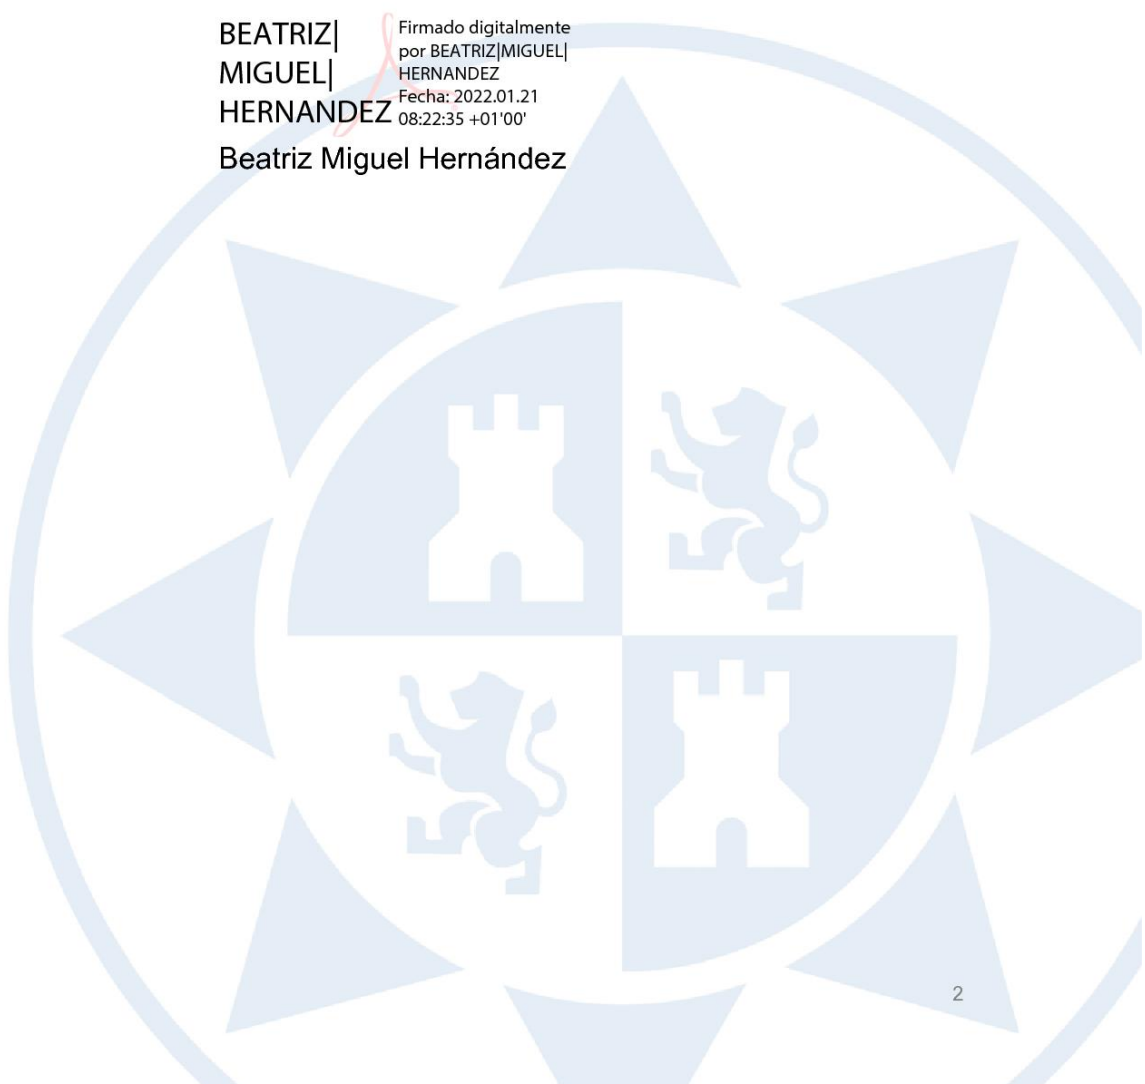 BEATRIZ|
MIGUEL|
HERNANDEZ
Firmado digitalmente
por BEATRIZ|MIGUEL|
HERNANDEZ
Fecha: 2022.01.21
08:22:35 +01'00'
Beatriz Miguel Hernández
2